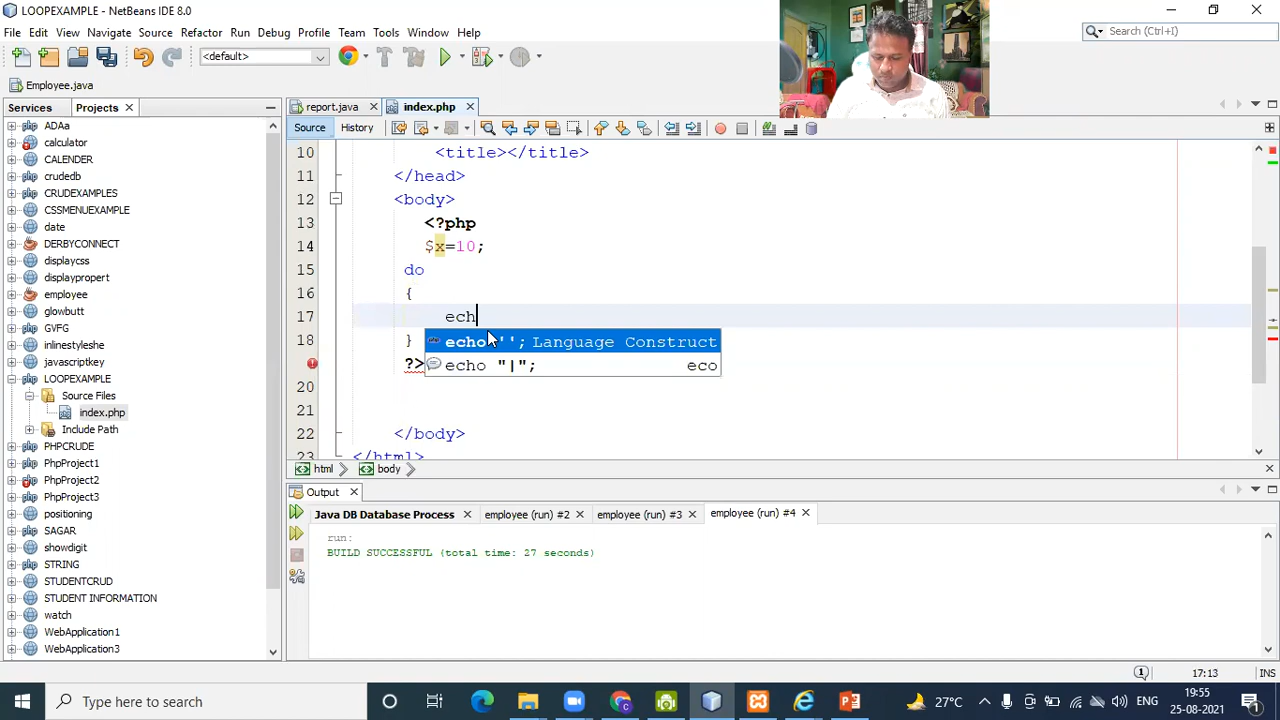 LOOPEXAMPLE - NetBeans IDE 8.0
File Edit View Navigate Source Refactor Run Debug Profile Team Tools Window Help
Search (Ctrl+I)
<default>
Employee.java
Services Projects
report.java index.php
Source History
ADAa
calculator
CALENDER
crudedb
CRUDEXAMPLES
CSSMENUEXAMPLE
date
DERBYCONNECT
displaycss
displaypropert
employee
glowbutt
GVFG
inlinestyleshe
javascriptkey
LOOPEXAMPLE
Source Files
index.php
Include Path
PHPCRUDE
PhpProject1
PhpProject2
PhpProject3
positioning
SAGAR
showdigit
STRING
STUDENTCRUD
STUDENT INFORMATION
watch
WebApplication1
WebApplication3
10 <title></title>
11 </head>
12 <body>
13 <?php
14 $x=10;
15 do
16 {
17 ech
18 }
?>
20
21
22 </body>
23 </html>
echo ''; Language Construct
echo "|"; eco
html body
Output
Java DB Database Process employee (run) #2 employee (run) #3 employee (run) #4
run:
BUILD SUCCESSFUL (total time: 27 seconds)
1 17:13 INS
Type here to search
27°C ENG 19:55
25-08-2021
1